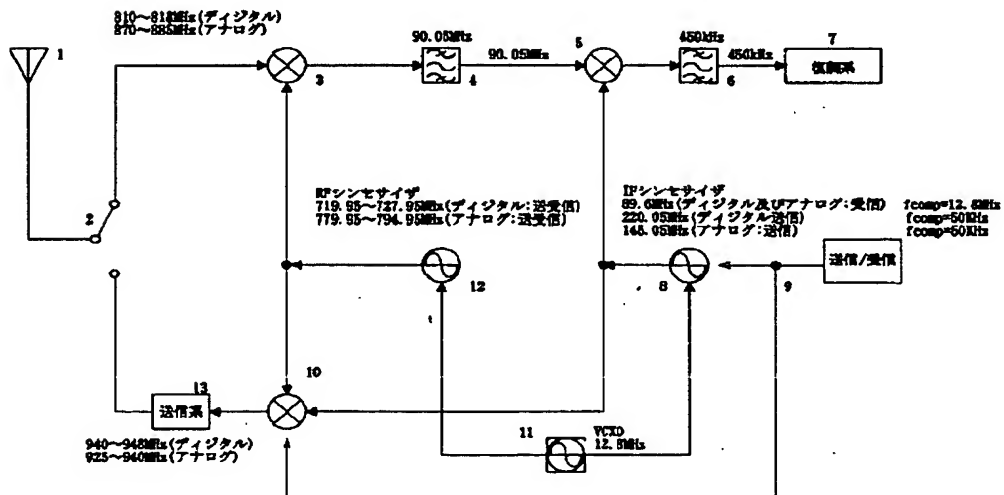 810～818MHz(ディジタル)
870～885MHz(アナログ)
1
2
3
90.05MHz
4
90.05MHz
5
450kHz
6
450kHz
7
復調系
RFシンセサイザ
719.95～727.95MHz(ディジタル:送受信)
779.95～794.95MHz(アナログ:送受信)
12
IFシンセサイザ
89.6MHz(ディジタル及びアナログ:受信)
220.05MHz(ディジタル送信)
145.05MHz(アナログ:送信)
8
fcomp=12.8MHz
fcomp=50KHz
fcomp=50KHz
送信/受信
9
10
13
送信系
940～948MHz(ディジタル)
925～940MHz(アナログ)
11
VCXO
12.8MHz